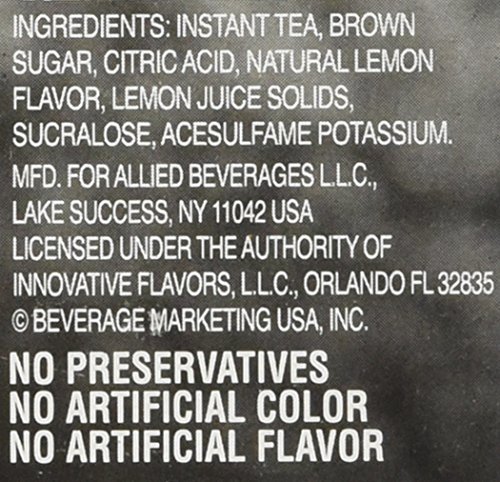 INGREDIENTS: INSTANT TEA, BROWN
SUGAR, CITRIC ACID, NATURAL LEMON
FLAVOR, LEMON JUICE SOLIDS,
SUCRALOSE, ACESULFAME POTASSIUM.
MFD. FOR ALLIED BEVERAGES L.L.C.,
LAKE SUCCESS, NY 11042 USA
LICENSED UNDER THE AUTHORITY OF
INNOVATIVE FLAVORS, L.L.C., ORLANDO FL 32835
© BEVERAGE MARKETING USA, INC.
NO PRESERVATIVES
NO ARTIFICIAL COLOR
NO ARTIFICIAL FLAVOR